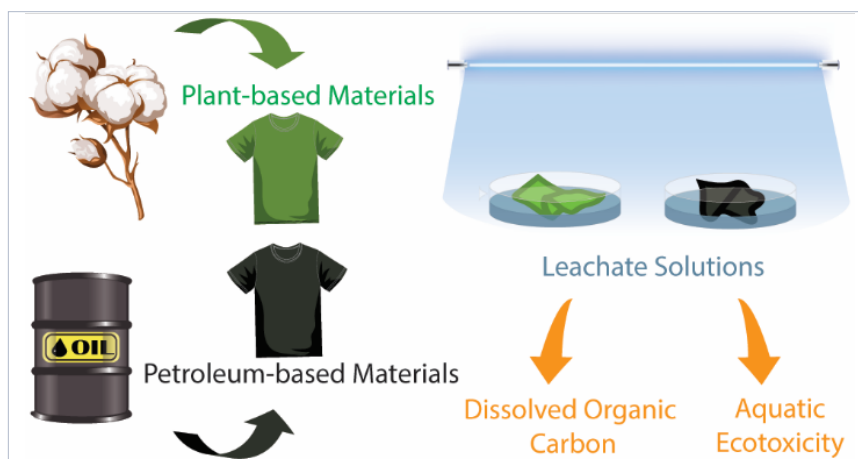 Plant-based Materials
OIL
Petroleum-based Materials
Leachate Solutions
Dissolved Organic
Carbon
Aquatic
Ecotoxicity